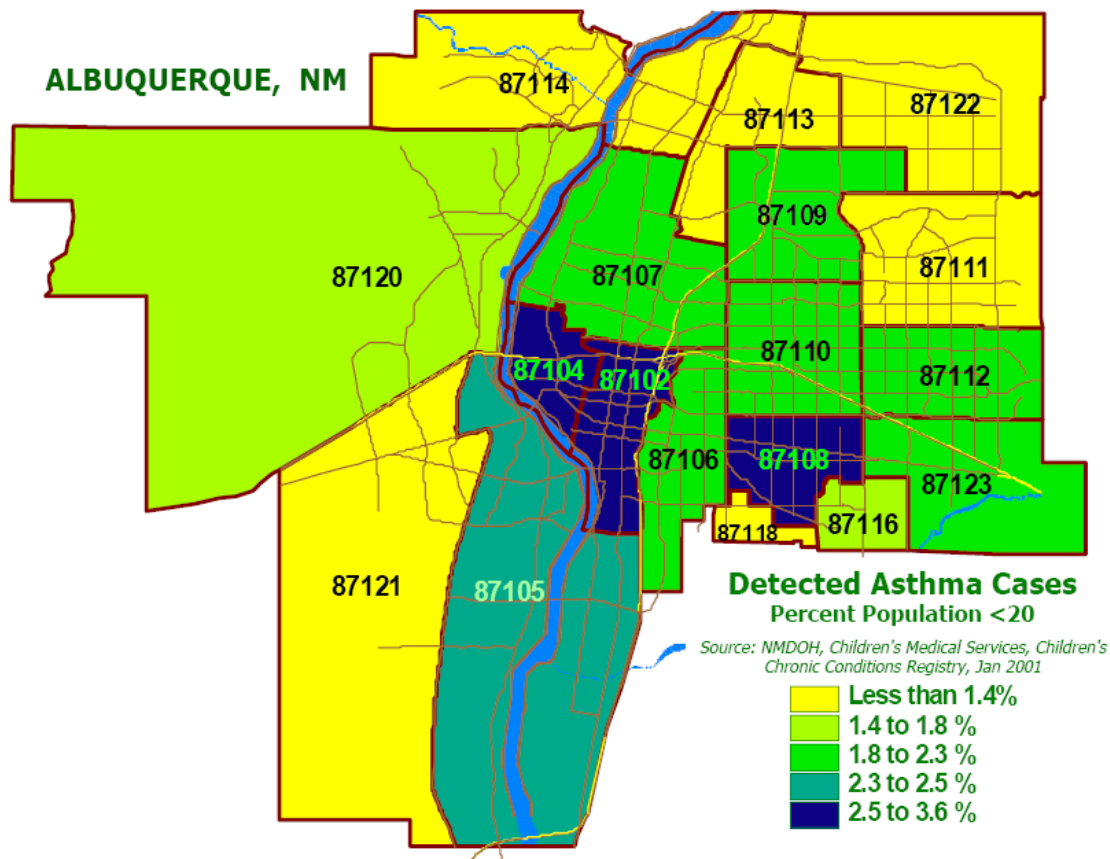 ALBUQUERQUE, NM
87114
87113
87122
87109
87111
87120
87107
87110
87112
87104
87102
87106
87108
87123
87116
87118
87121
87105
Detected Asthma Cases
Percent Population <20
Source: NMDOH, Children's Medical Services, Children's
Chronic Conditions Registry, Jan 2001
Less than 1.4%
1.4 to 1.8 %
1.8 to 2.3 %
2.3 to 2.5 %
2.5 to 3.6 %